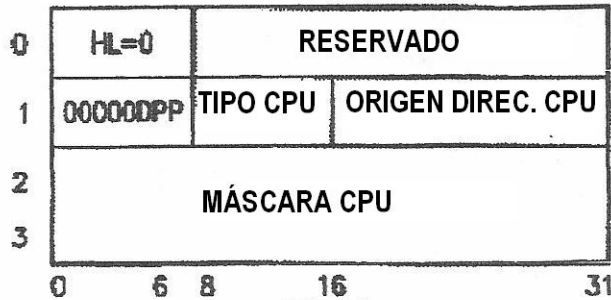 0 HL=0 RESERVADO
1 00000DPP TIPO CPU ORIGEN DIREC. CPU
2
MÁSCARA CPU
3
0 6 8 16 31